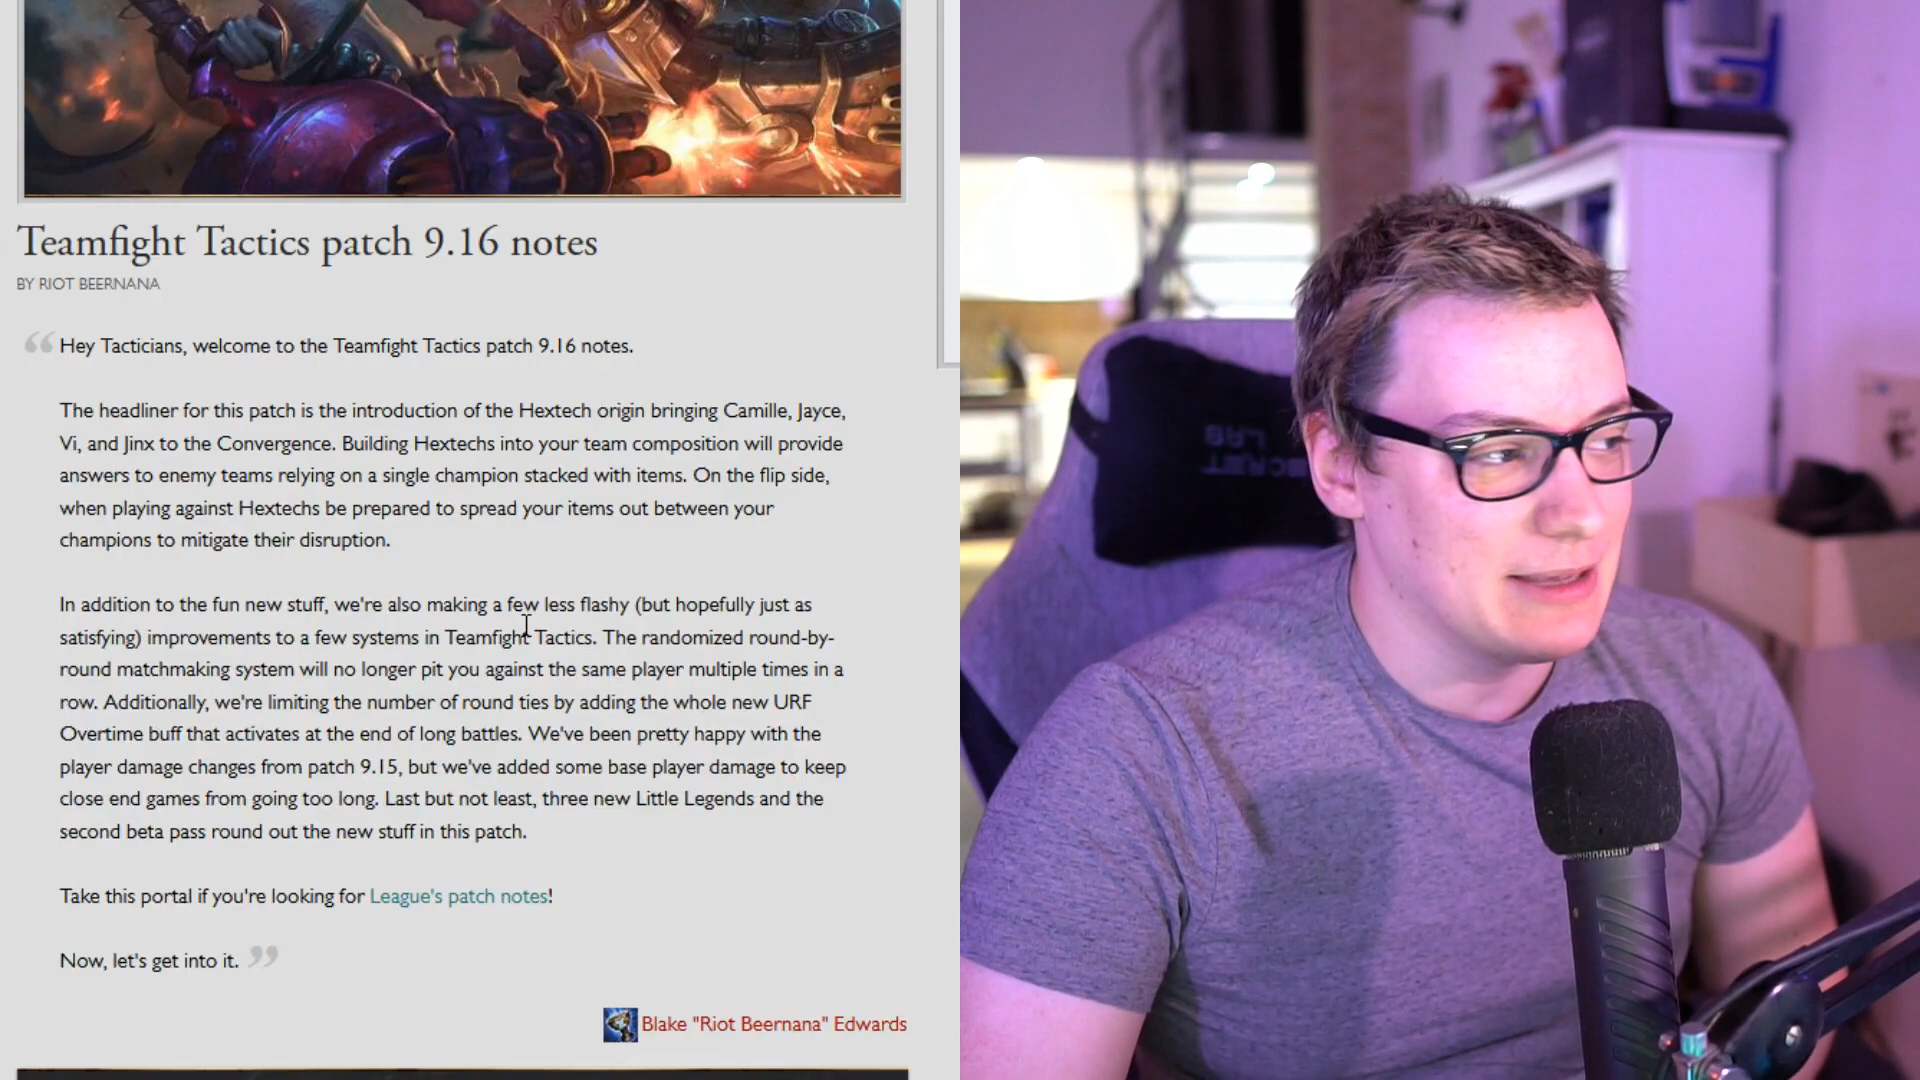 Teamfight Tactics patch 9.16 notes
BY RIOT BEERNANA
“ Hey Tacticians, welcome to the Teamfight Tactics patch 9.16 notes.
The headliner for this patch is the introduction of the Hextech origin bringing Camille, Jayce,
Vi, and Jinx to the Convergence. Building Hextechs into your team composition will provide
answers to enemy teams relying on a single champion stacked with items. On the flip side,
when playing against Hextechs be prepared to spread your items out between your
champions to mitigate their disruption.
In addition to the fun new stuff, we're also making a few less flashy (but hopefully just as
satisfying) improvements to a few systems in Teamfight Tactics. The randomized round-by-
round matchmaking system will no longer pit you against the same player multiple times in a
row. Additionally, we're limiting the number of round ties by adding the whole new URF
Overtime buff that activates at the end of long battles. We've been pretty happy with the
player damage changes from patch 9.15, but we've added some base player damage to keep
close end games from going too long. Last but not least, three new Little Legends and the
second beta pass round out the new stuff in this patch.
Take this portal if you're looking for League's patch notes!
Now, let's get into it. ”
Blake "Riot Beernana" Edwards